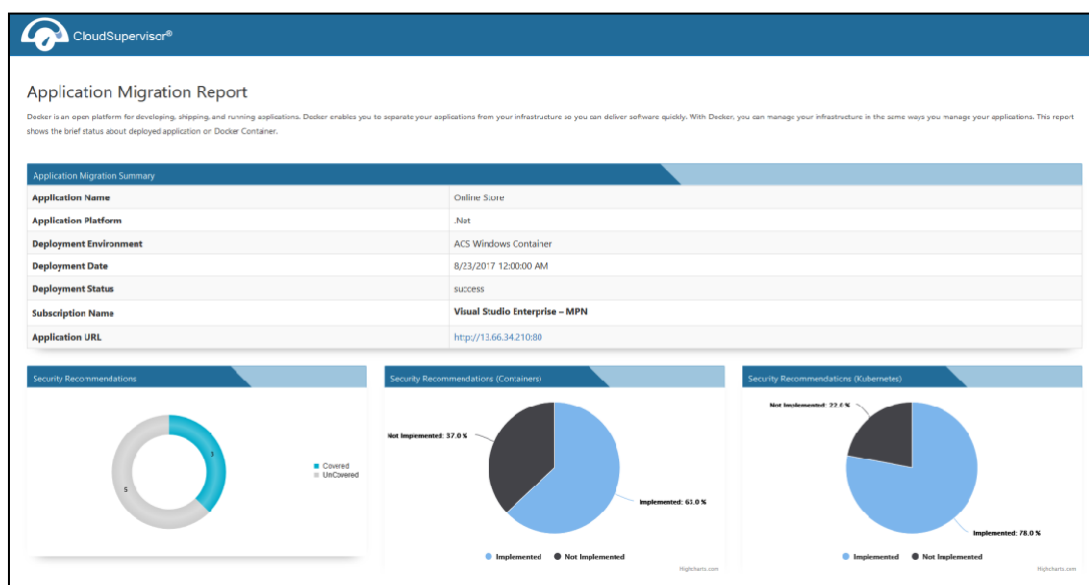 CloudSupervisor®
Application Migration Report
Docker is an open platform for developing, shipping, and running applications. Docker enables you to separate your applications from your infrastructure so you can deliver software quickly. With Docker, you can manage your infrastructure in the same ways you manage your applications. This report
shows the brief status about deployed application on Docker Container.
Application Migration Summary
Application Name Online Store
Application Platform .Net
Deployment Environment ACS Windows Container
Deployment Date 8/23/2017 12:00:00 AM
Deployment Status success
Subscription Name Visual Studio Enterprise – MPN
Application URL http://13.66.34.210:80
Security Recommendations
3
5
Covered
UnCovered
Security Recommendations (Containers)
Not Implemented: 37.0 %
Implemented: 63.0 %
Implemented Not Implemented
Highcharts.com
Security Recommendations (Kubernetes)
Not Implemented: 22.0 %
Implemented: 78.0 %
Implemented Not Implemented
Highcharts.com